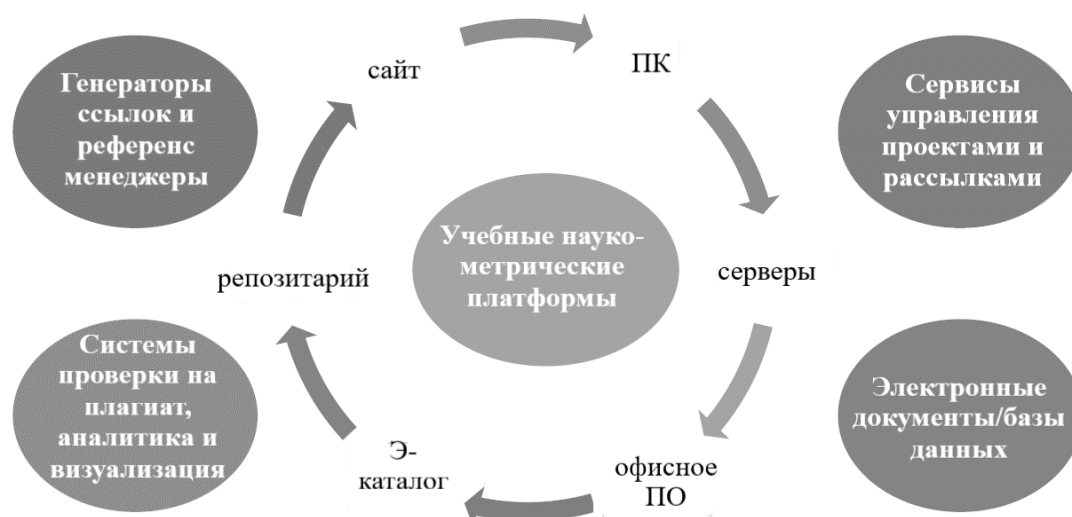 Генераторы
ссылок и
референс
менеджеры
сайт
ПК
Сервисы
управления
проектами и
рассылками
Учебные науко-
метрические
платформы
репозитарий
серверы
Системы
проверки на
плагиат,
аналитика и
визуализация
Э-
каталог
офисное
ПО
Электронные
документы/базы
данных